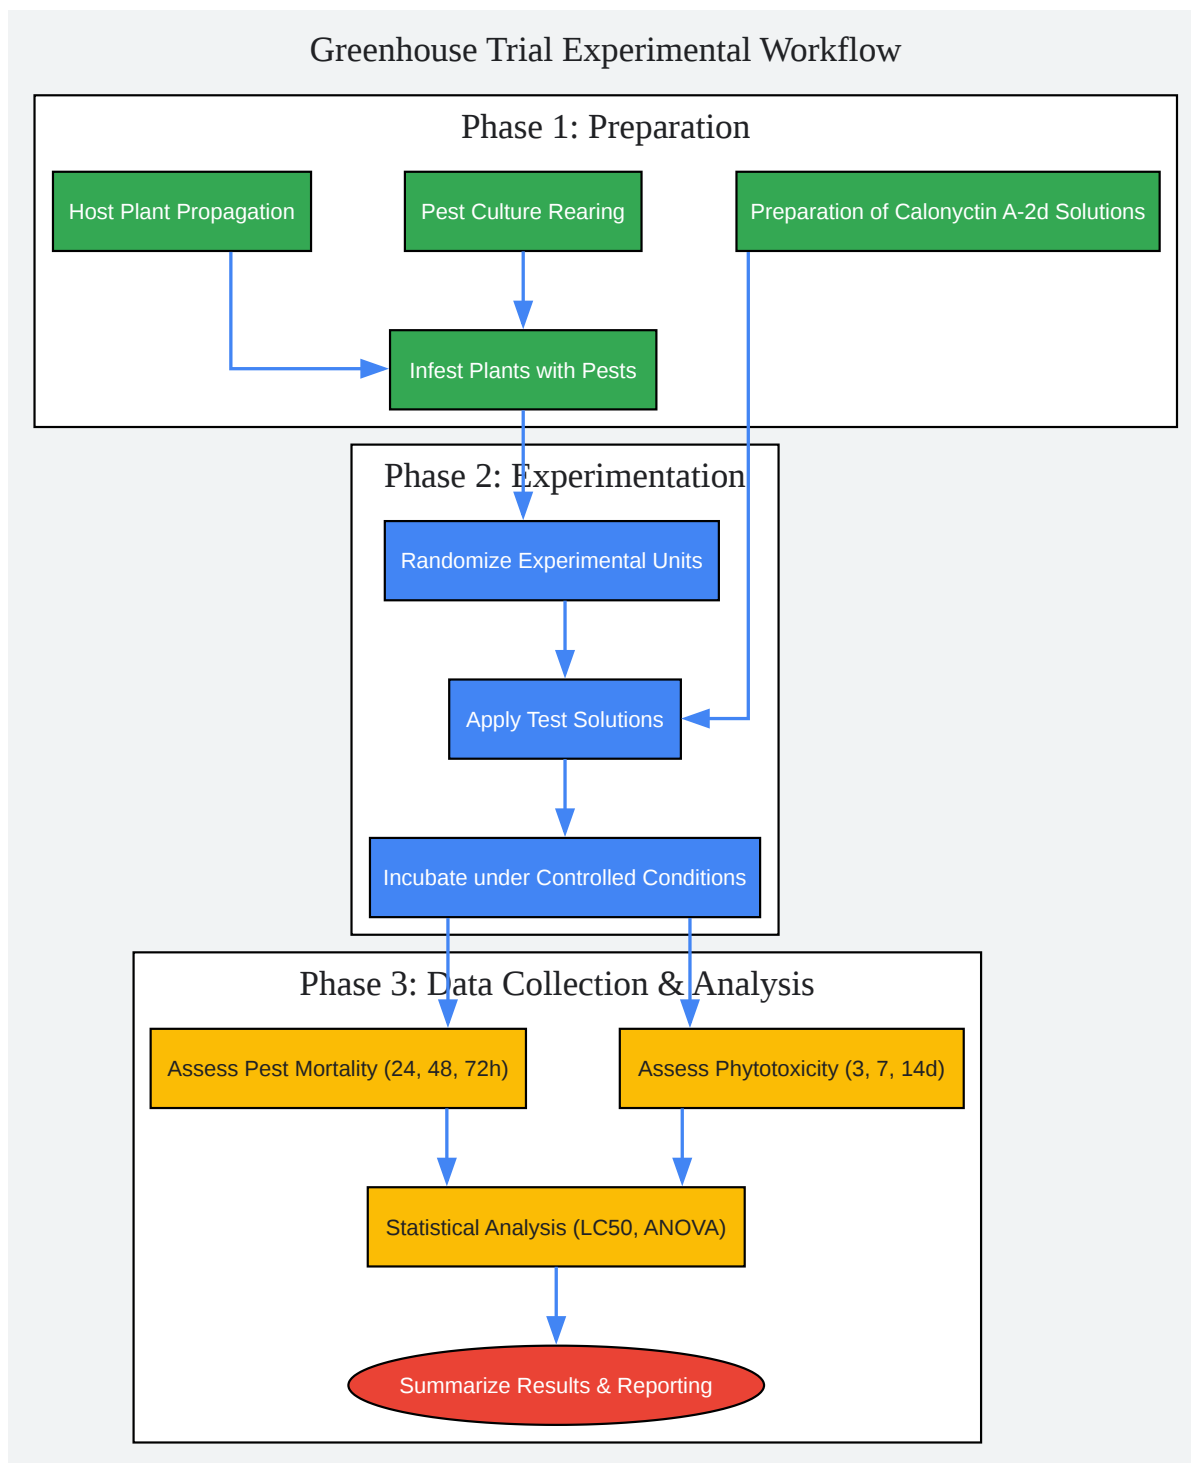 Greenhouse Trial Experimental Workflow
Phase 1: Preparation
Host Plant Propagation
Pest Culture Rearing
Preparation of Calonyctin A-2d Solutions
Infest Plants with Pests
Phase 2: Experimentation
Randomize Experimental Units
Apply Test Solutions
Incubate under Controlled Conditions
Phase 3: Data Collection & Analysis
Assess Pest Mortality (24, 48, 72h)
Assess Phytotoxicity (3, 7, 14d)
Statistical Analysis (LC50, ANOVA)
Summarize Results & Reporting